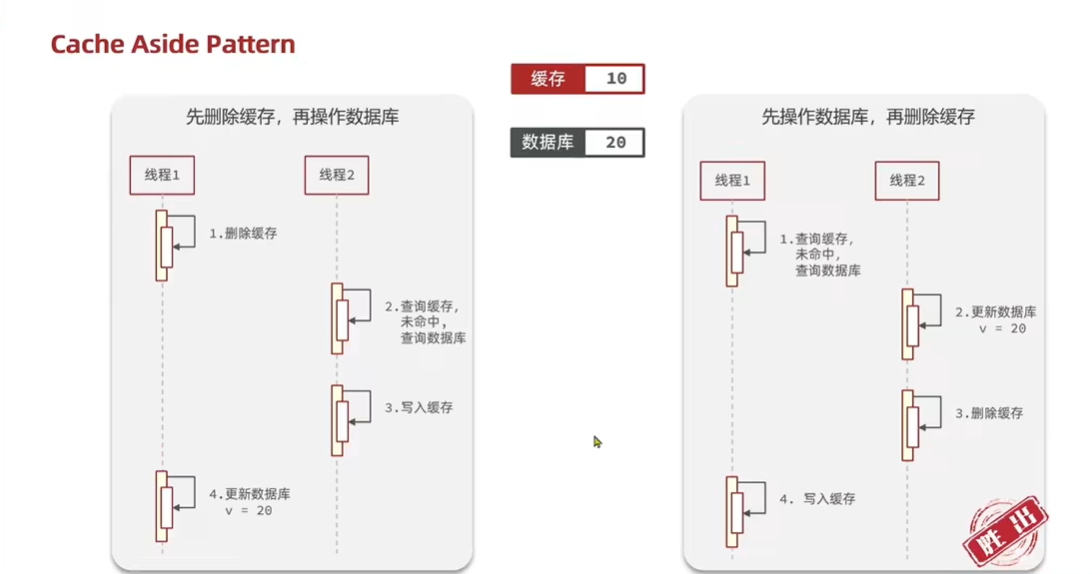 Cache Aside Pattern
缓存 10
数据库 20
先删除缓存，再操作数据库
线程1 线程2
1.删除缓存
2.查询缓存，
未命中，
查询数据库
3.写入缓存
4.更新数据库
v = 20
先操作数据库，再删除缓存
线程1 线程2
1.查询缓存，
未命中，
查询数据库
2.更新数据库
v = 20
3.删除缓存
4. 写入缓存
胜出